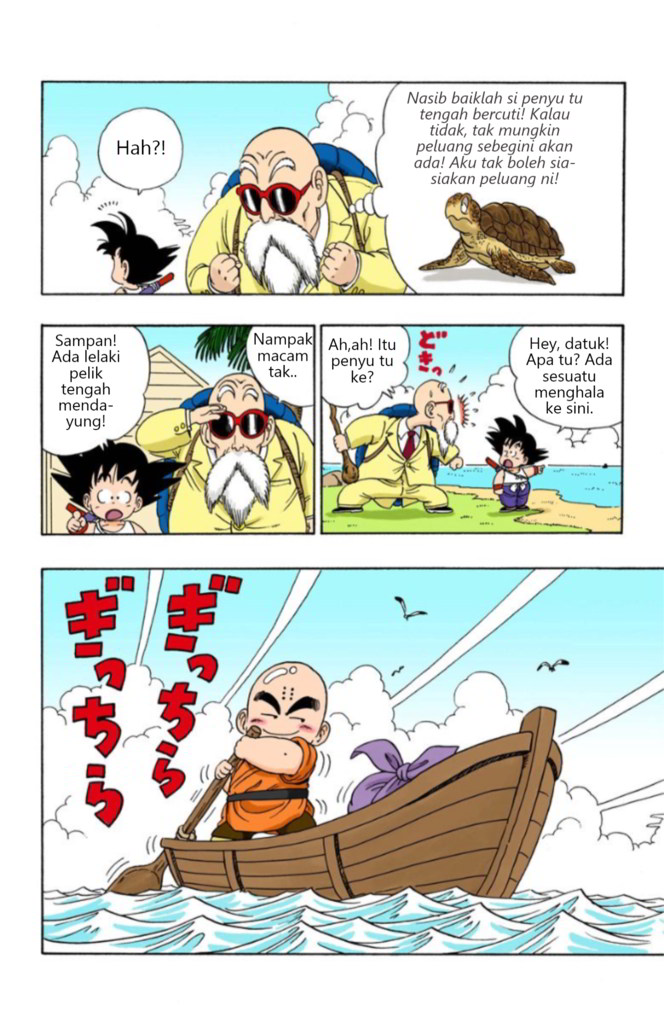 Nasib baiklah si penyu tu
tengah bercuti! Kalau
tidak, tak mungkin
peluang sebegini akan
ada! Aku tak boleh sia-
siakan peluang ni!
Hah?!
Hey, datuk!
Apa tu? Ada
sesuatu
menghala
ke sini.
どきっ
Ah,ah! Itu
penyu tu
ke?
Nampak
macam
tak..
Sampan!
Ada lelaki
pelik
tengah
menda-
yung!
ぎっちら
ぎっちら